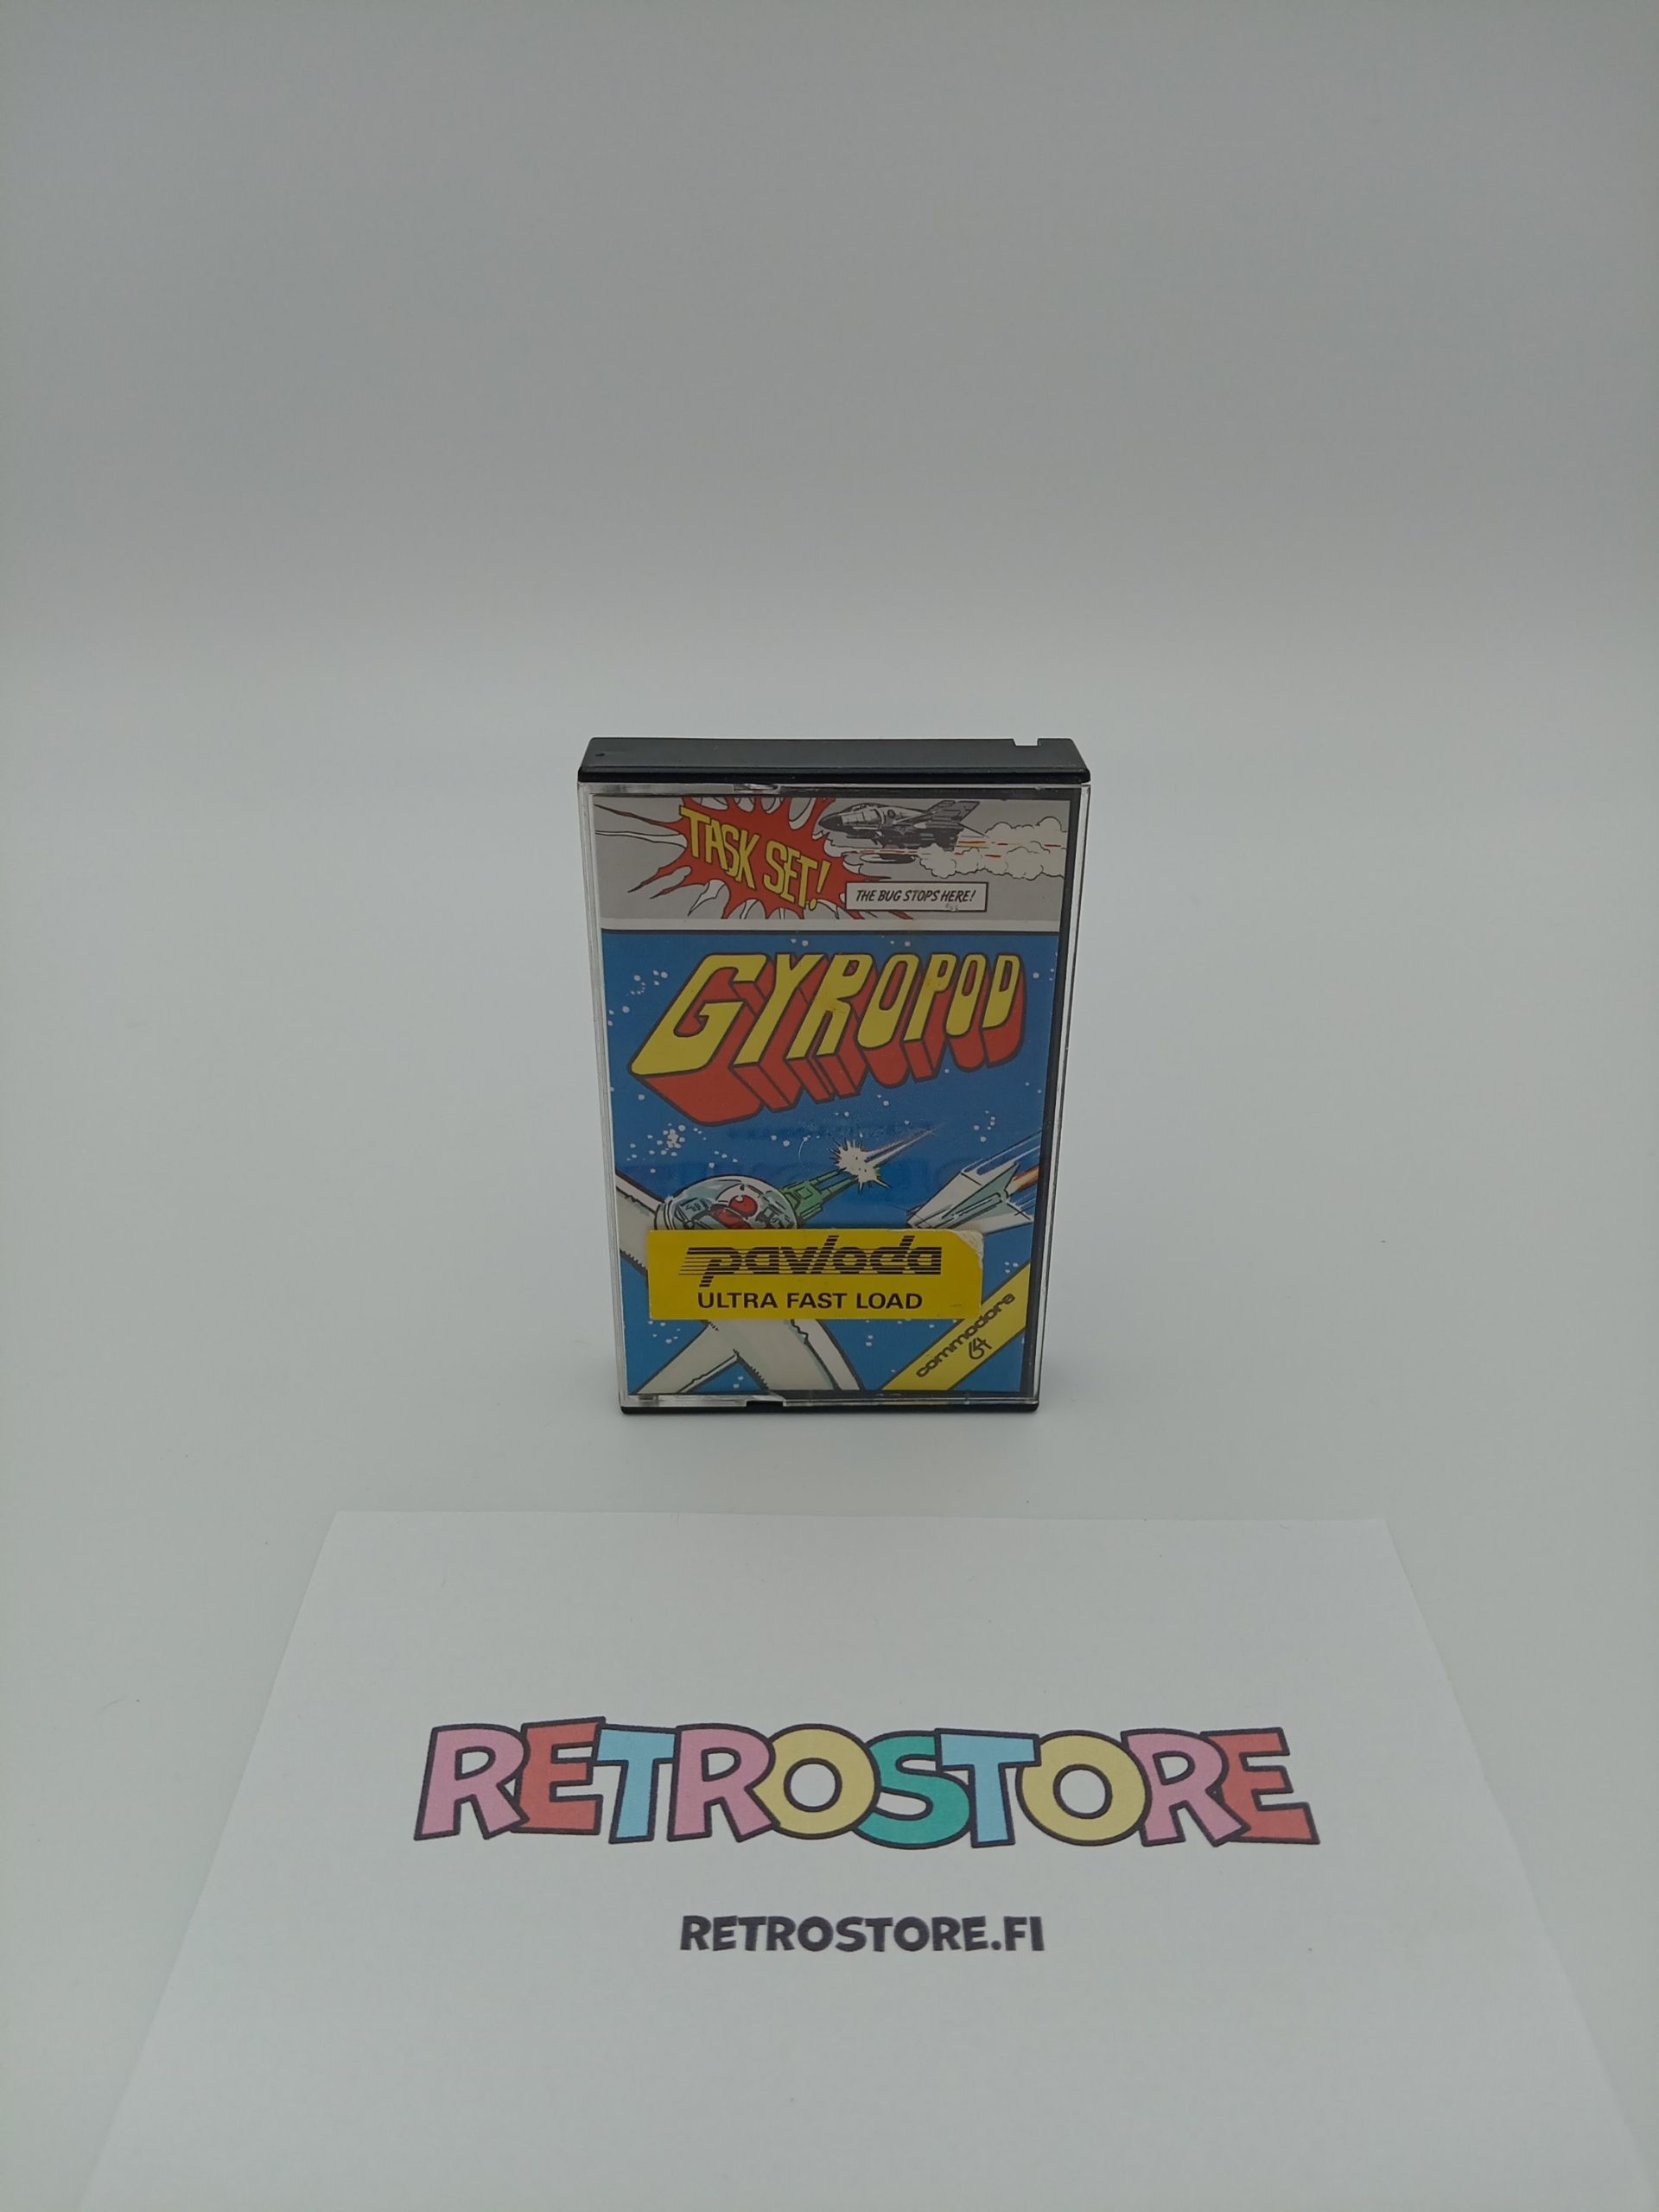 TASK SET!
THE BUG STOPS HERE!
GYROPOD
pavloda
ULTRA FAST LOAD
commodore
64
RETROSTORE
RETROSTORE.FI